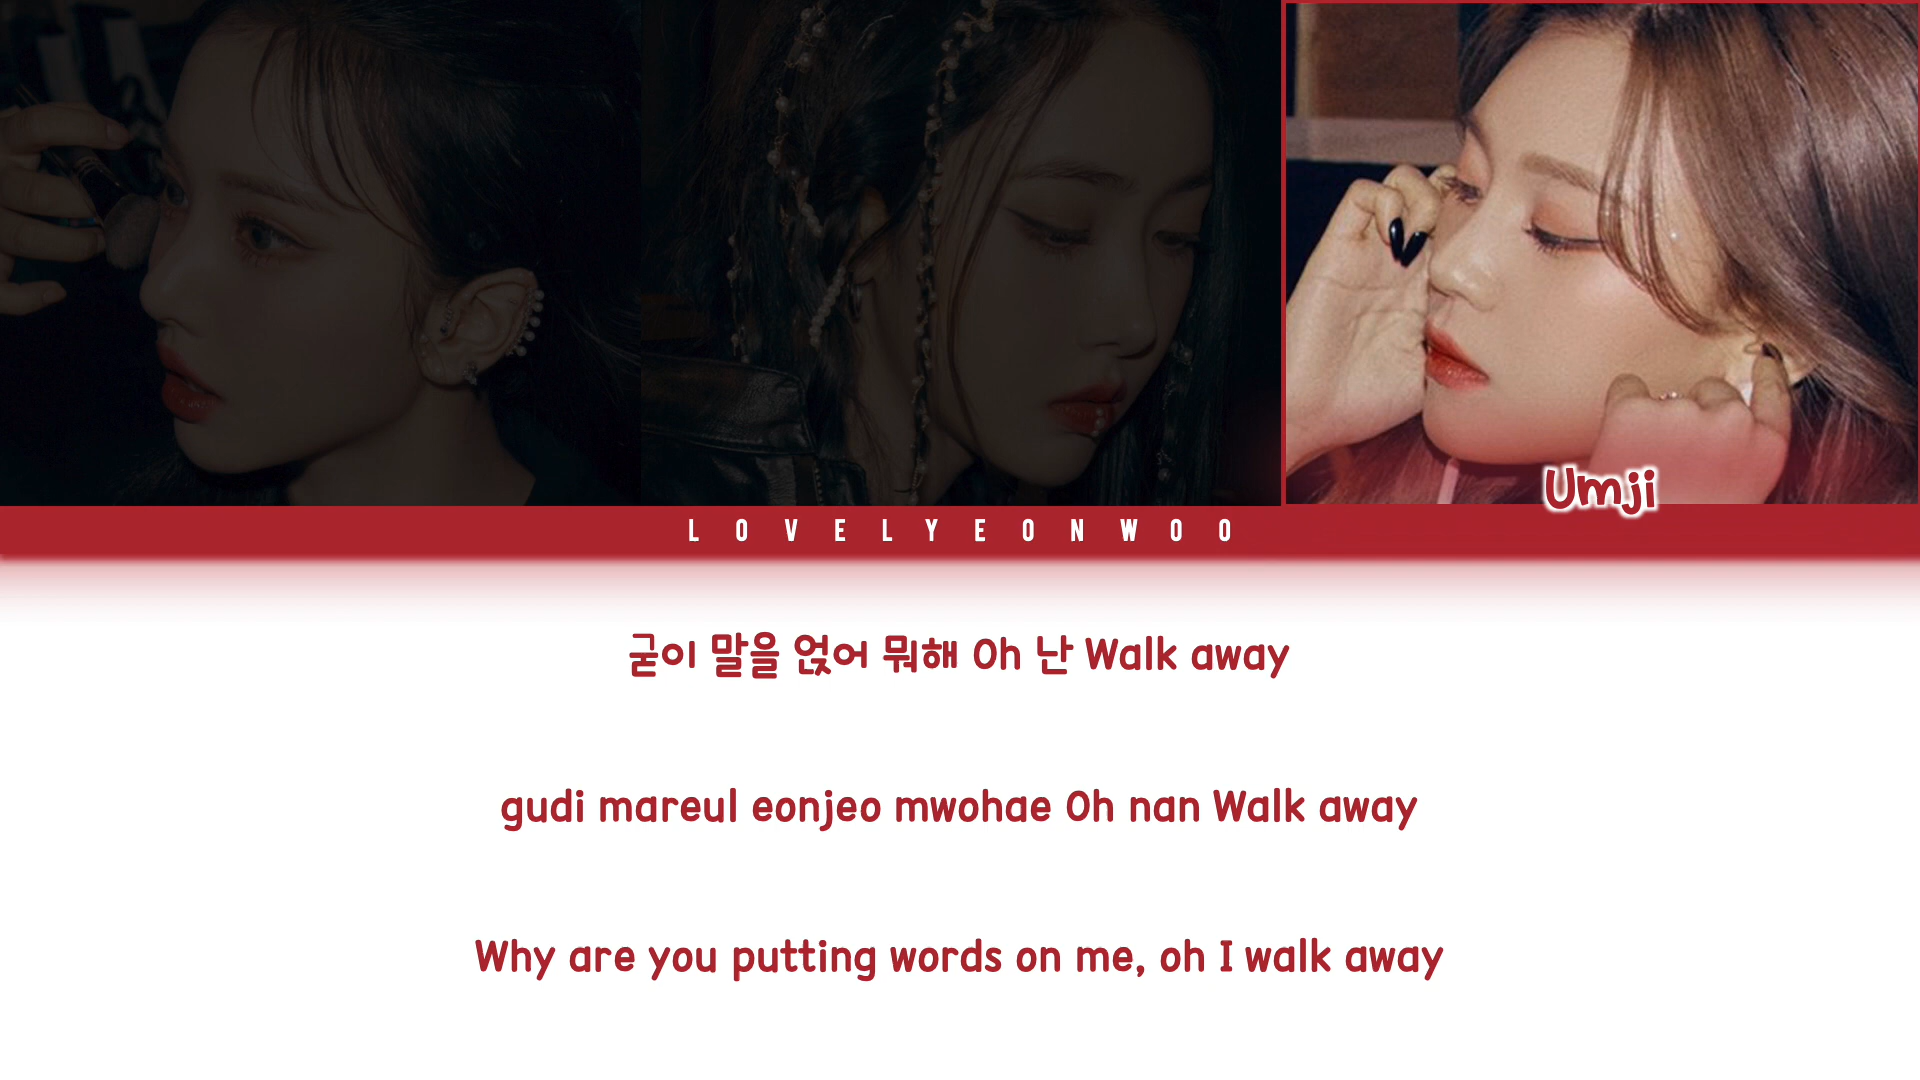 Umji
LOVELYEONWOO
굳이 말을 얹어 뭐해 Oh 난 Walk away
gudi mareul eonjeo mwohae Oh nan Walk away
Why are you putting words on me, oh I walk away